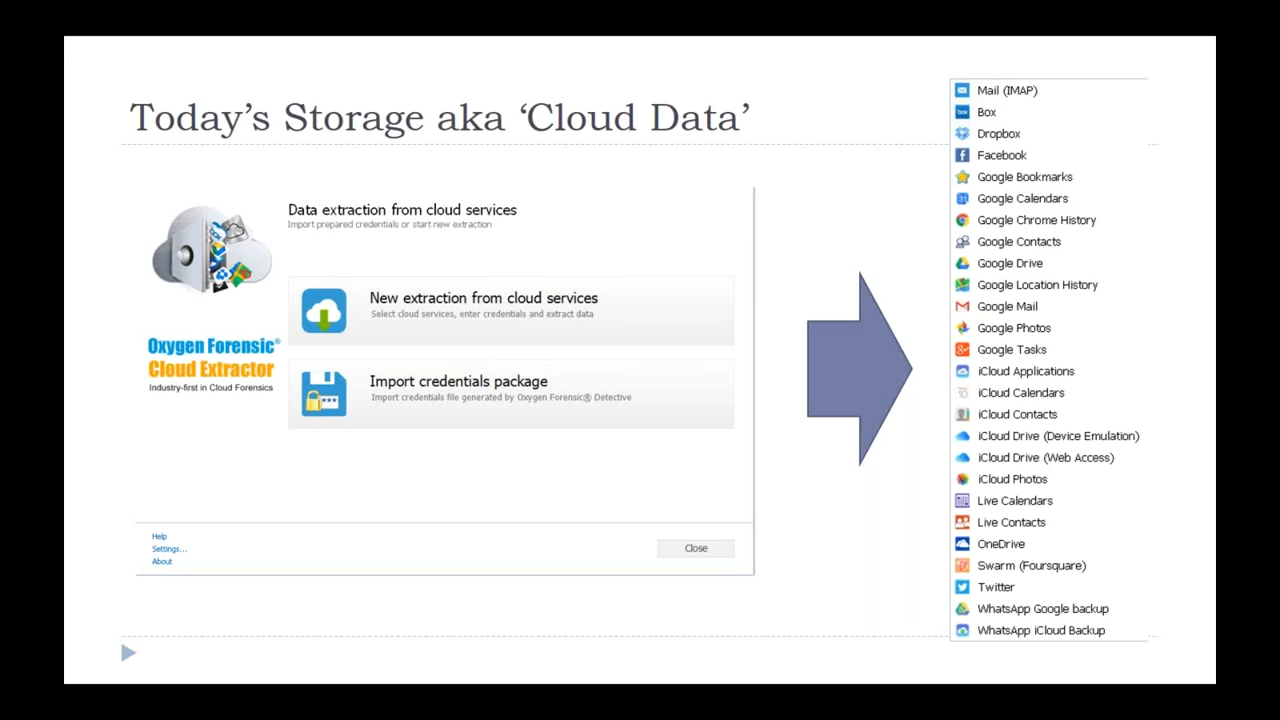 Today's Storage aka ‘Cloud Data’
Data extraction from cloud services
Import prepared credentials or start new extraction
New extraction from cloud services
Select cloud services, enter credentials and extract data
Oxygen Forensic®
Cloud Extractor
Industry-first in Cloud Forensics
Import credentials package
Import credentials file generated by Oxygen Forensic® Detective
Help
Settings...
About
Close
Mail (IMAP)
Box
Dropbox
Facebook
Google Bookmarks
Google Calendars
Google Chrome History
Google Contacts
Google Drive
Google Location History
Google Mail
Google Photos
Google Tasks
iCloud Applications
iCloud Calendars
iCloud Contacts
iCloud Drive (Device Emulation)
iCloud Drive (Web Access)
iCloud Photos
Live Calendars
Live Contacts
OneDrive
Swarm (Foursquare)
Twitter
WhatsApp Google backup
WhatsApp iCloud Backup